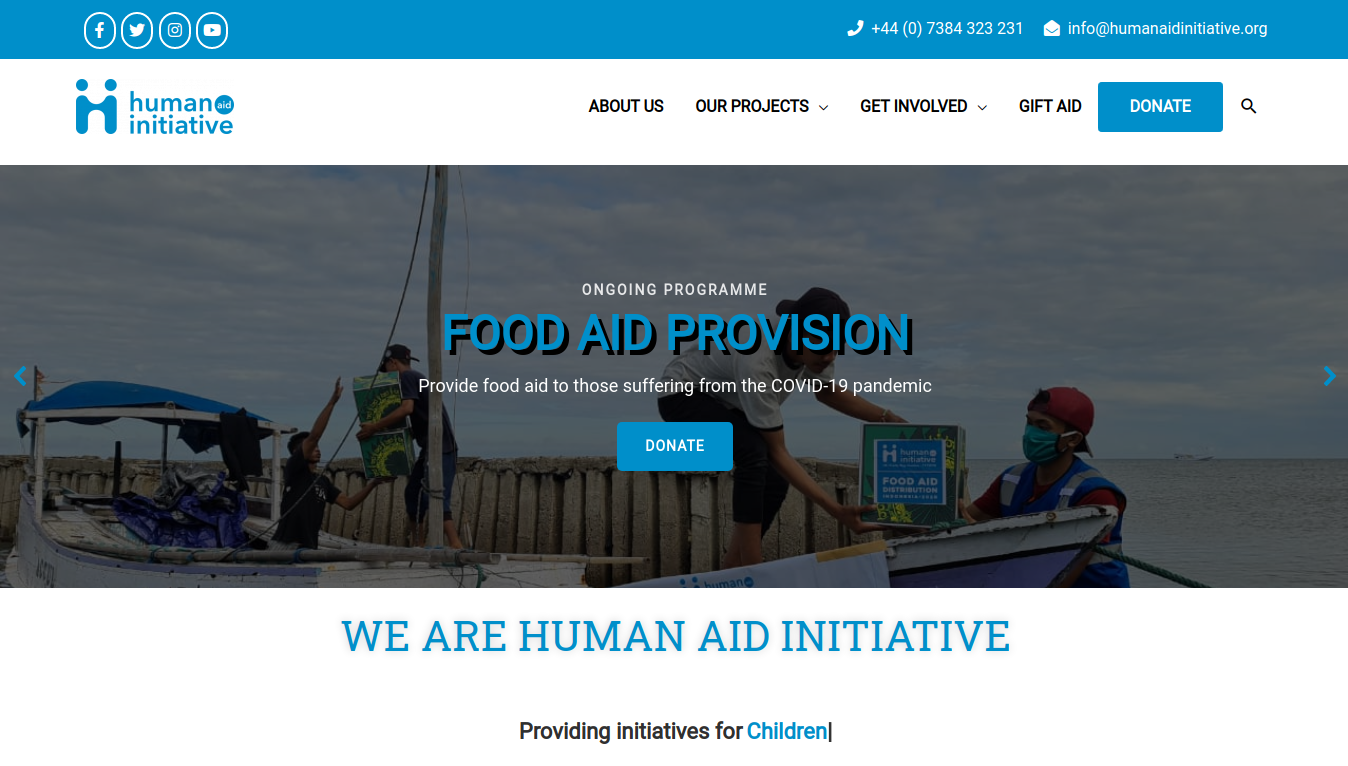 +44 (0) 7384 323 231 info@humanaidinitiative.org
human aid
initiative
ABOUT US OUR PROJECTS GET INVOLVED GIFT AID DONATE
ONGOING PROGRAMME
FOOD AID PROVISION
Provide food aid to those suffering from the COVID-19 pandemic
DONATE
human
initiative
FOOD AID
DISTRIBUTION
INDONESIA-2020
human
WE ARE HUMAN AID INITIATIVE
Providing initiatives for Children|